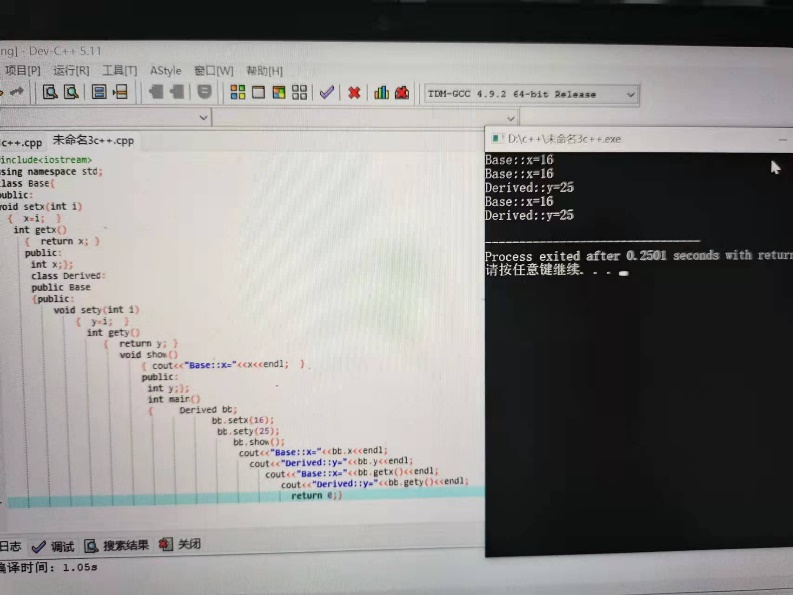 ng] - Dev-C++ 5.11
项目[P] 运行[R] 工具[T] AStyle 窗口[W] 帮助[H]
TDM-GCC 4.9.2 64-bit Release
c++.cpp 未命名3c++.cpp
include<iostream>
using namespace std;
class Base{
public:
void setx(int i)
{ x=i; }
int getx()
{ return x; }
public:
int x;};
class Derived:
public Base
{public:
void sety(int i)
{ y=i; }
int gety()
{ return y; }
void show()
{ cout<<"Base::x="<<x<<endl; }
public:
int y;};
int main()
{ Derived bb;
bb.setx(16);
bb.sety(25);
bb.show();
cout<<"Base::x="<<bb.x<<endl;
cout<<"Derived::y="<<bb.y<<endl;
cout<<"Base::x="<<bb.getx()<<endl;
cout<<"Derived::y="<<bb.gety()<<endl;
return 0;}
日志 调试 搜索结果 关闭
编译时间: 1.05s
D:\c++\未命名3c++.exe
Base::x=16
Base::x=16
Derived::y=25
Base::x=16
Derived::y=25
--------------------------------
Process exited after 0.2501 seconds with return
请按任意键继续. . .